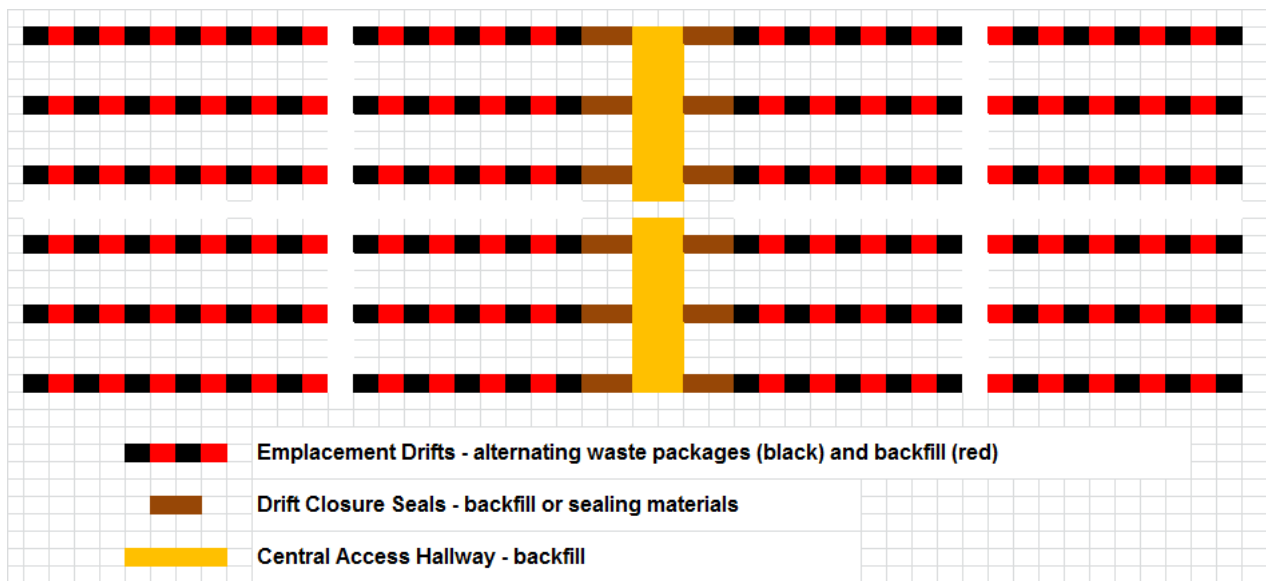 Emplacement Drifts - alternating waste packages (black) and backfill (red)
Drift Closure Seals - backfill or sealing materials
Central Access Hallway - backfill